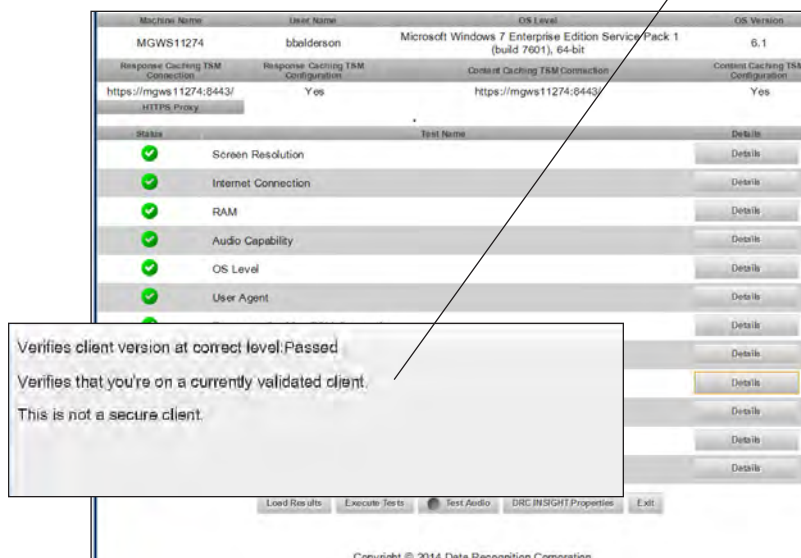 Machine Name User Name OS Level OS Version
MGWS11274 bbalderson Microsoft Windows 7 Enterprise Edition Service Pack 1 (build 7601), 64-bit 6.1
Response Caching TSM Connection Response Caching TSM Configuration Content Caching TSM Connection Content Caching TSM Configuration
https://mgws11274:8443/ Yes https://mgws11274:8443/ Yes
HTTPS Proxy
Status Test Name Details
Screen Resolution Details
Internet Connection Details
RAM Details
Audio Capability Details
OS Level Details
User Agent Details
Details
Verifies client version at correct level:Passed
Details
Verifies that you're on a currently validated client.
Details
This is not a secure client.
Details
Details
Details
Load Results Execute Tests Test Audio DRC INSIGHT Properties Exit
Copyright © 2014 Data Recognition Corporation